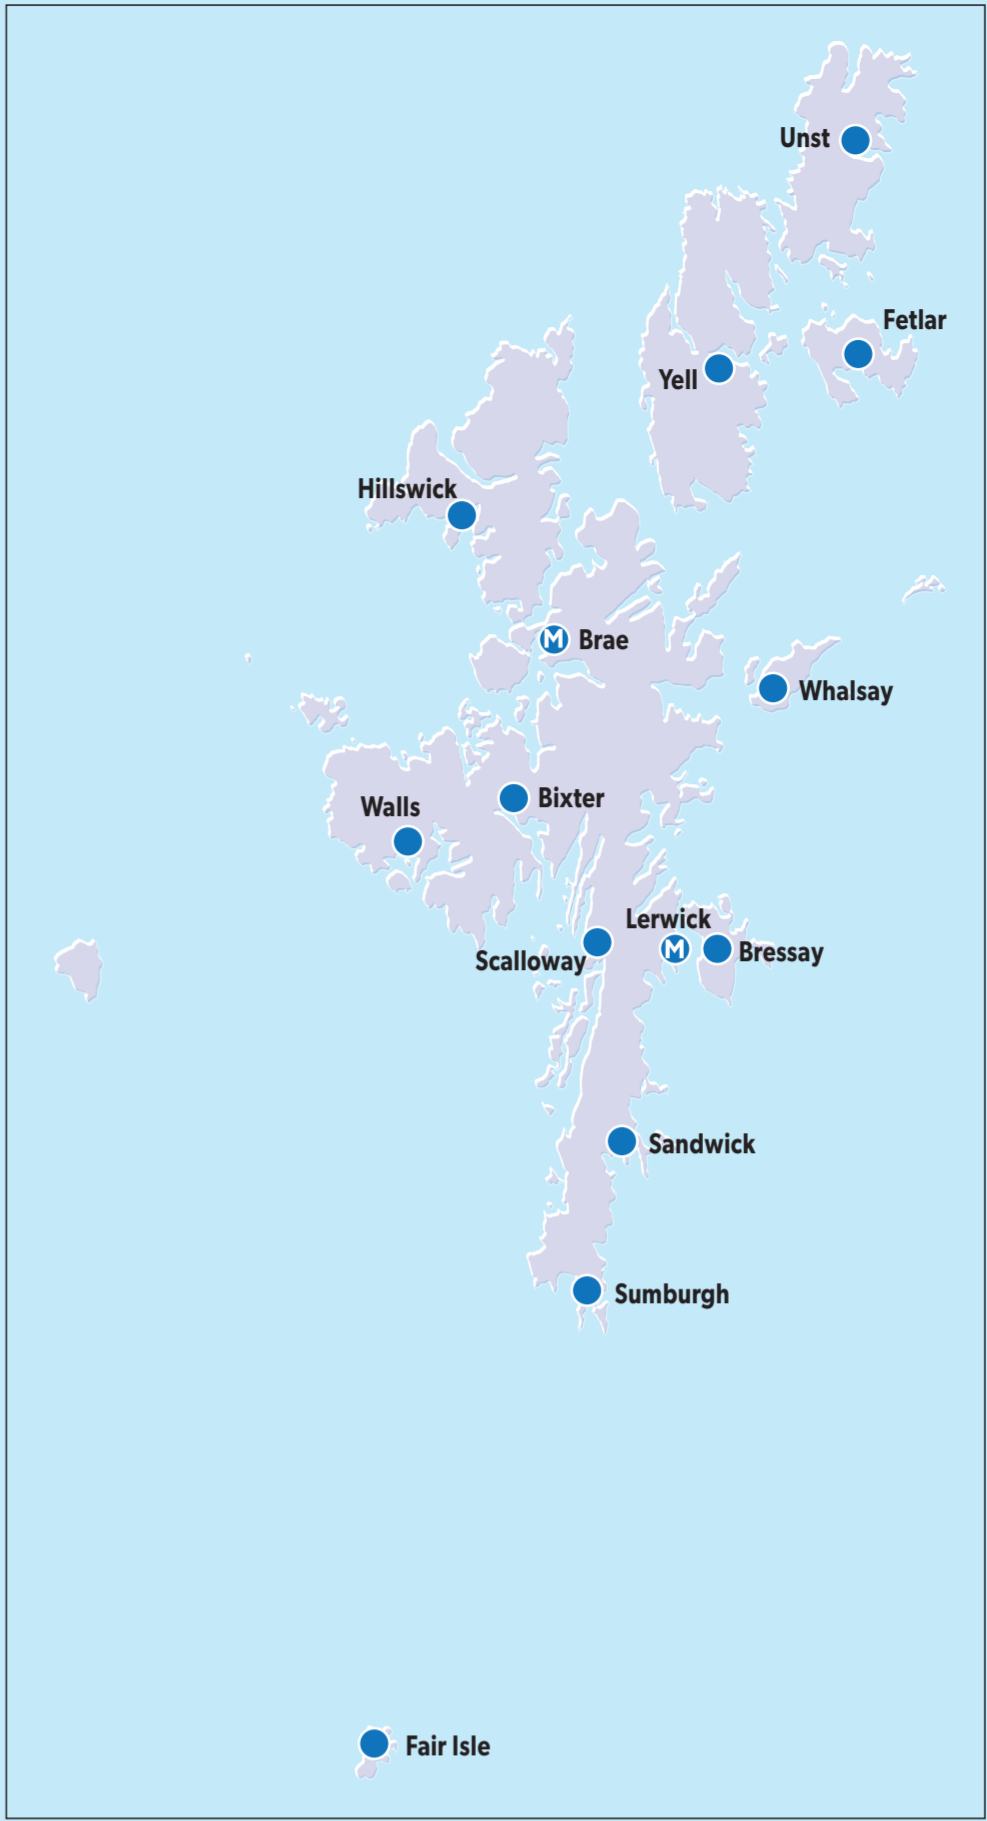 Unst
Fetlar
Yell
Hillswick
M Brae
Whalsay
Bixter
Walls
Lerwick
M
Bressay
Scalloway
Sandwick
Sumburgh
Fair Isle